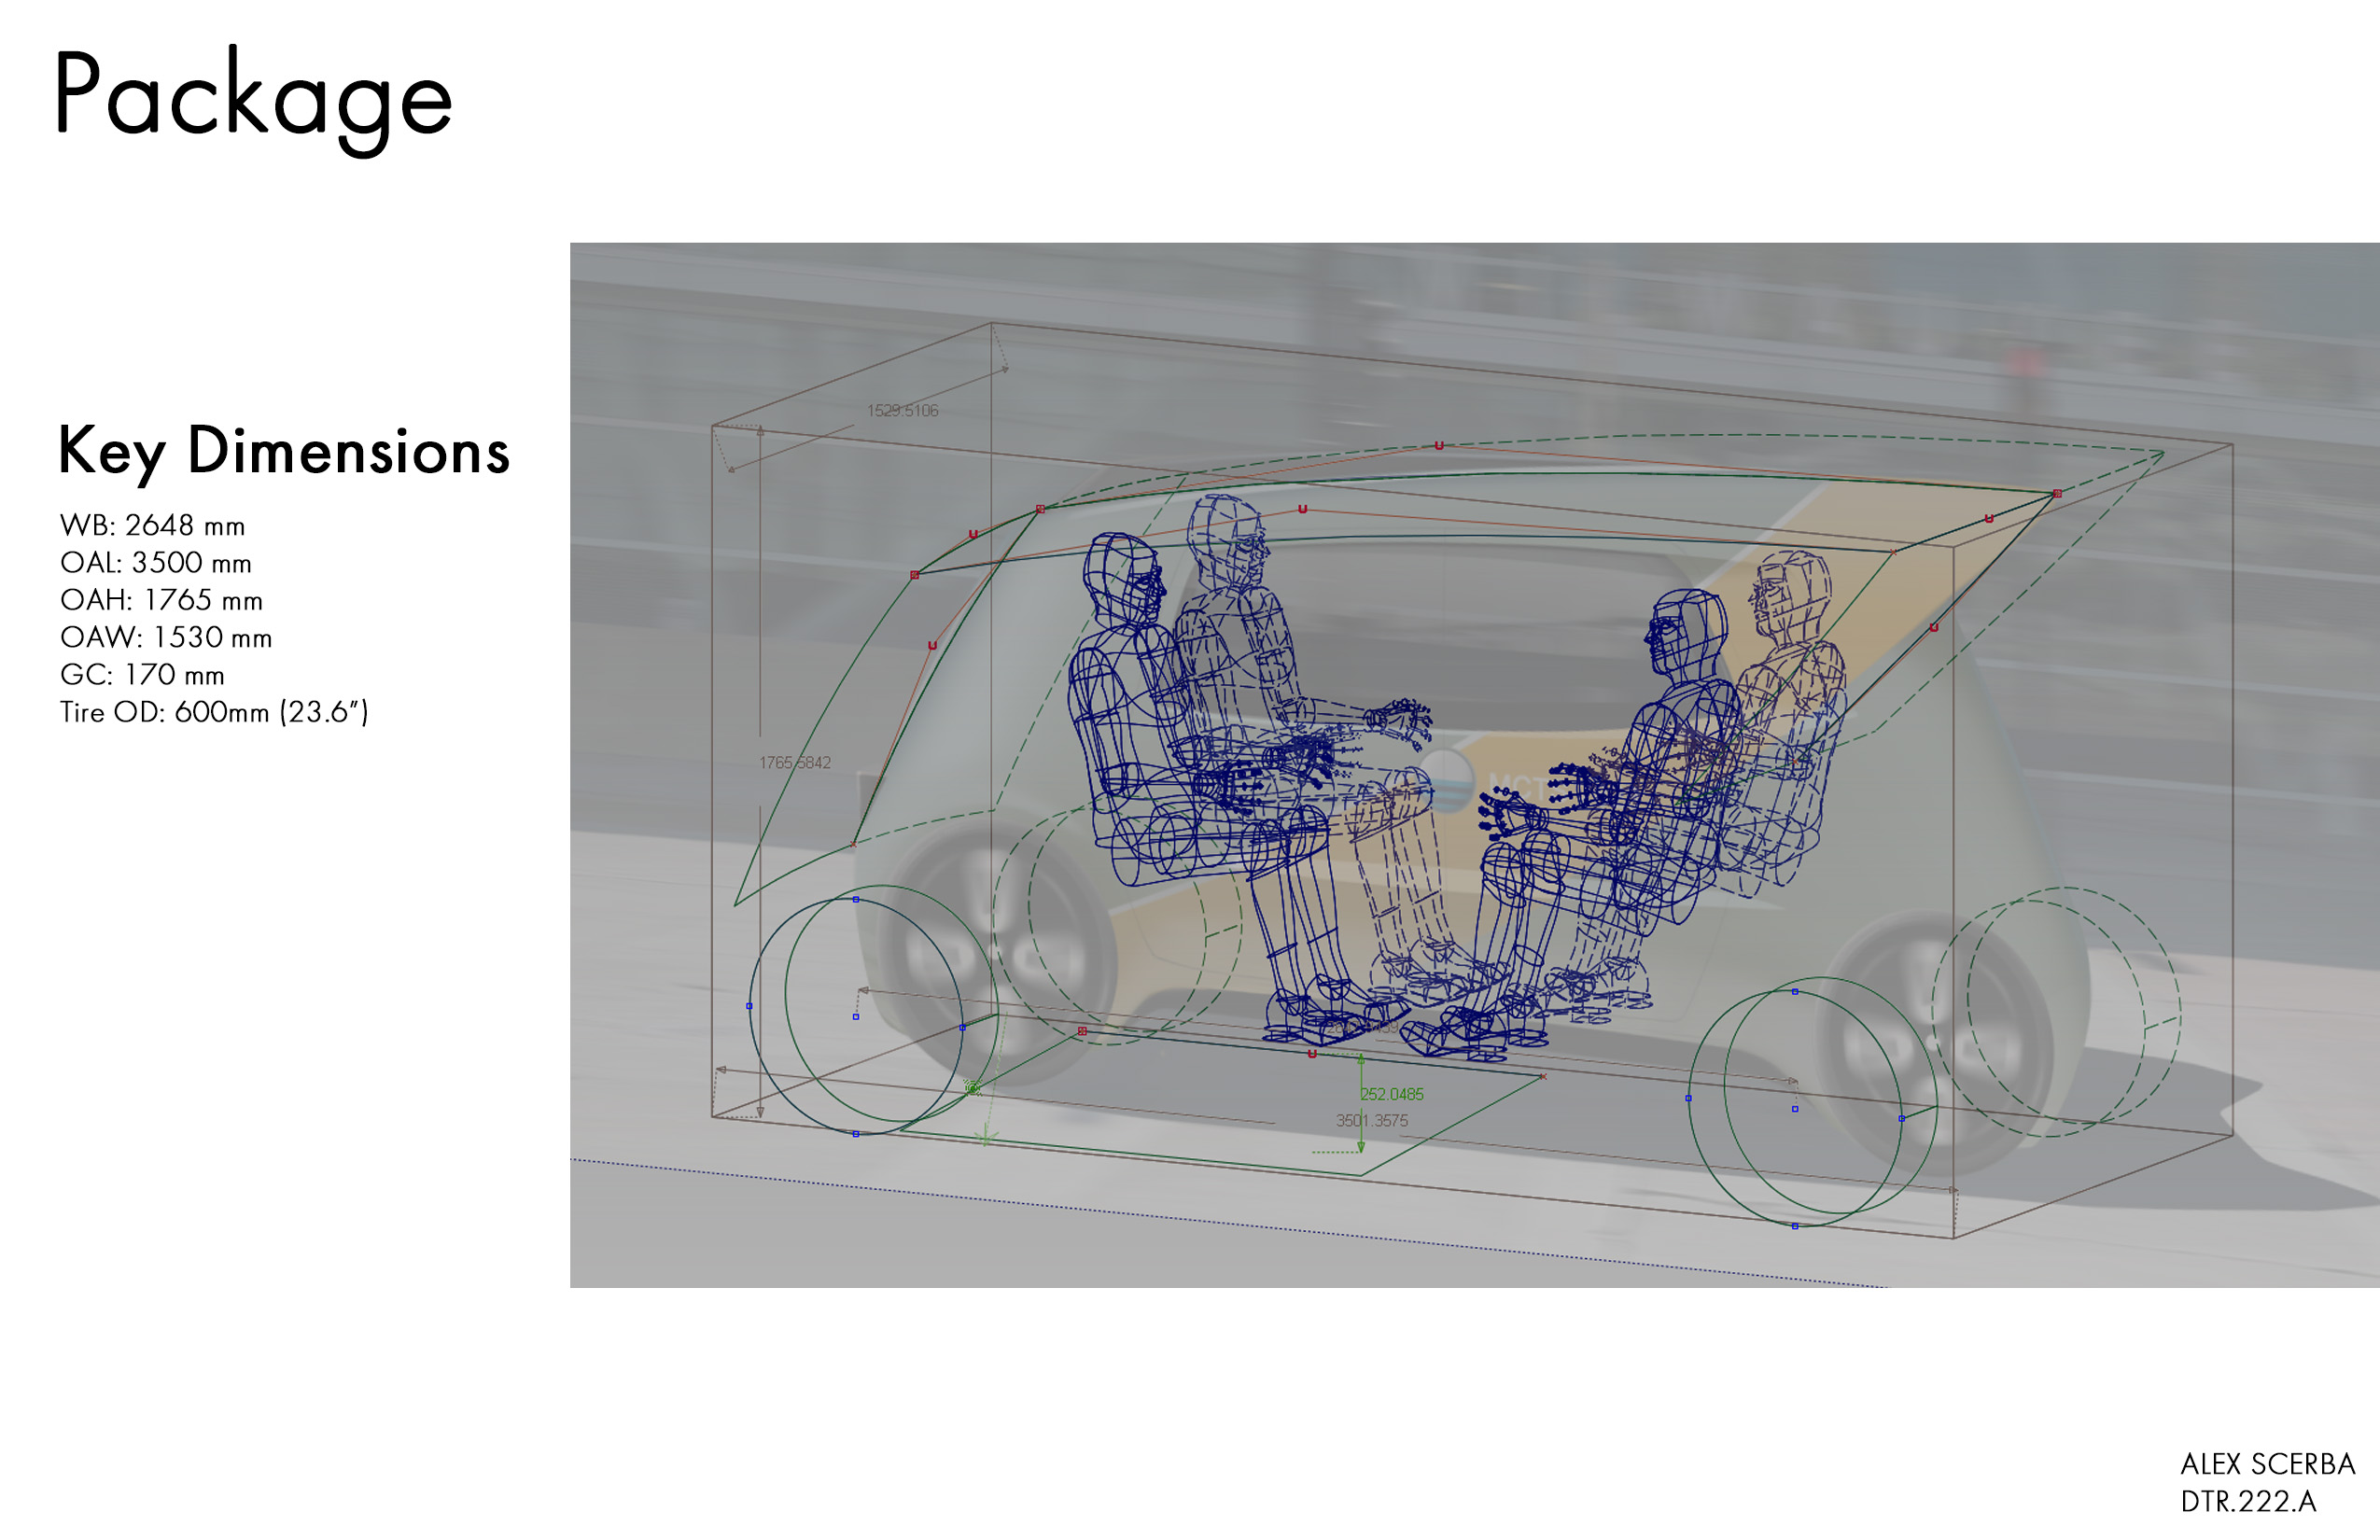 Package
Key Dimensions
WB: 2648 mm
OAL: 3500 mm
OAH: 1765 mm
OAW: 1530 mm
GC: 170 mm
Tire OD: 600mm (23.6”)
1529.5106
1765.5842
MCT
252.0485
3501.3575
ALEX SCERBA
DTR.222.A